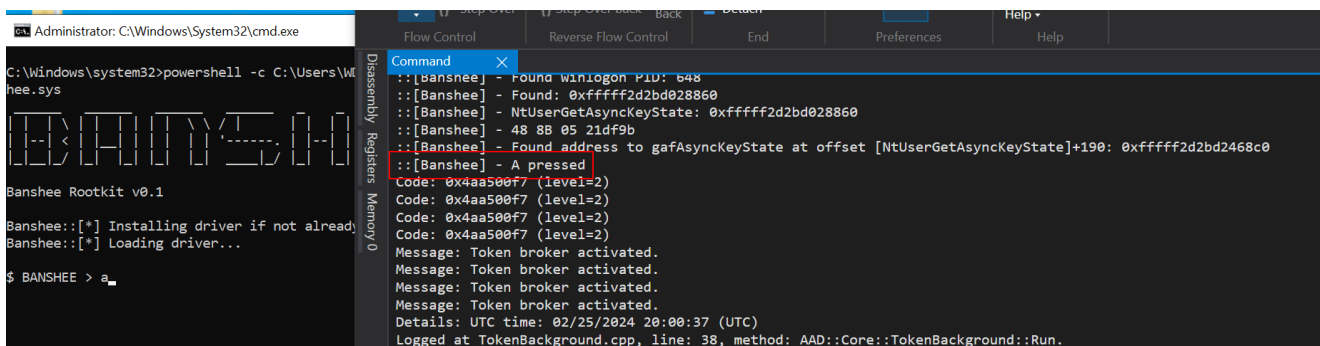 Step Over
Step Over Back
Back
Detach
Help
Administrator: C:\Windows\System32\cmd.exe
Flow Control
Reverse Flow Control
End
Preferences
Help
C:\Windows\system32>powershell -c C:\Users\WD
hee.sys
BANSH
Banshee Rootkit v0.1
Banshee::[*] Installing driver if not already
Banshee::[*] Loading driver...
$ BANSHEE > a_
Disassembly
Registers
Memory 0
Command
::[Banshee] - Found winlogon PID: 648
::[Banshee] - Found: 0xfffff2d2bd028860
::[Banshee] - NtUserGetAsyncKeyState: 0xfffff2d2bd028860
::[Banshee] - 48 8B 05 21df9b
::[Banshee] - Found address to gafAsyncKeyState at offset [NtUserGetAsyncKeyState]+190: 0xfffff2d2bd2468c0
::[Banshee] - A pressed
Code: 0x4aa500f7 (level=2)
Code: 0x4aa500f7 (level=2)
Code: 0x4aa500f7 (level=2)
Code: 0x4aa500f7 (level=2)
Message: Token broker activated.
Message: Token broker activated.
Message: Token broker activated.
Message: Token broker activated.
Details: UTC time: 02/25/2024 20:00:37 (UTC)
Logged at TokenBackground.cpp, line: 38, method: AAD::Core::TokenBackground::Run.